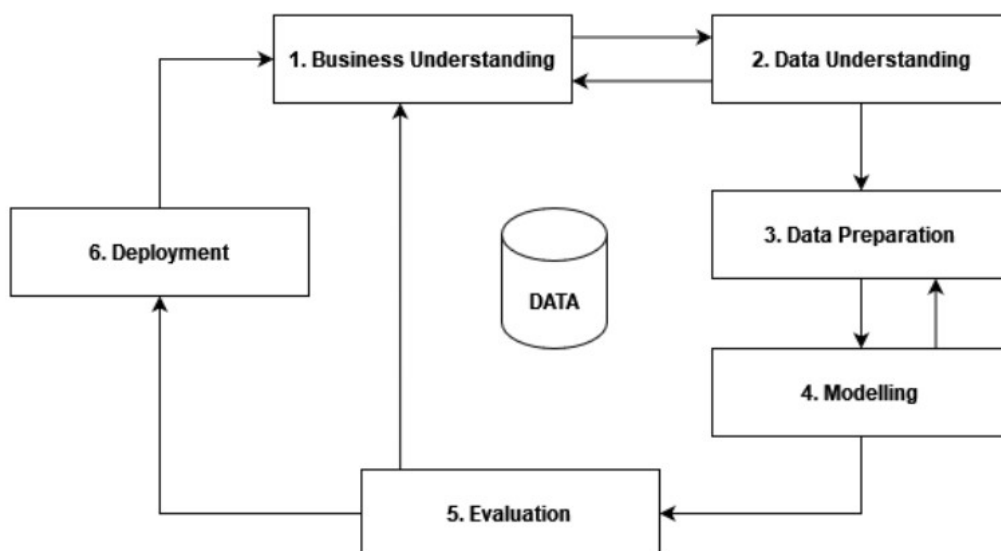 1. Business Understanding
2. Data Understanding
3. Data Preparation
6. Deployment
DATA
4. Modelling
5. Evaluation